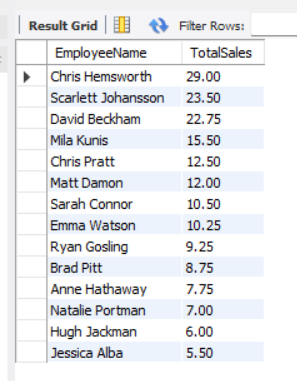 Result Grid Filter Rows:
EmployeeName TotalSales
Chris Hemsworth 29.00
Scarlett Johansson 23.50
David Beckham 22.75
Mila Kunis 15.50
Chris Pratt 12.50
Matt Damon 12.00
Sarah Connor 10.50
Emma Watson 10.25
Ryan Gosling 9.25
Brad Pitt 8.75
Anne Hathaway 7.75
Natalie Portman 7.00
Hugh Jackman 6.00
Jessica Alba 5.50